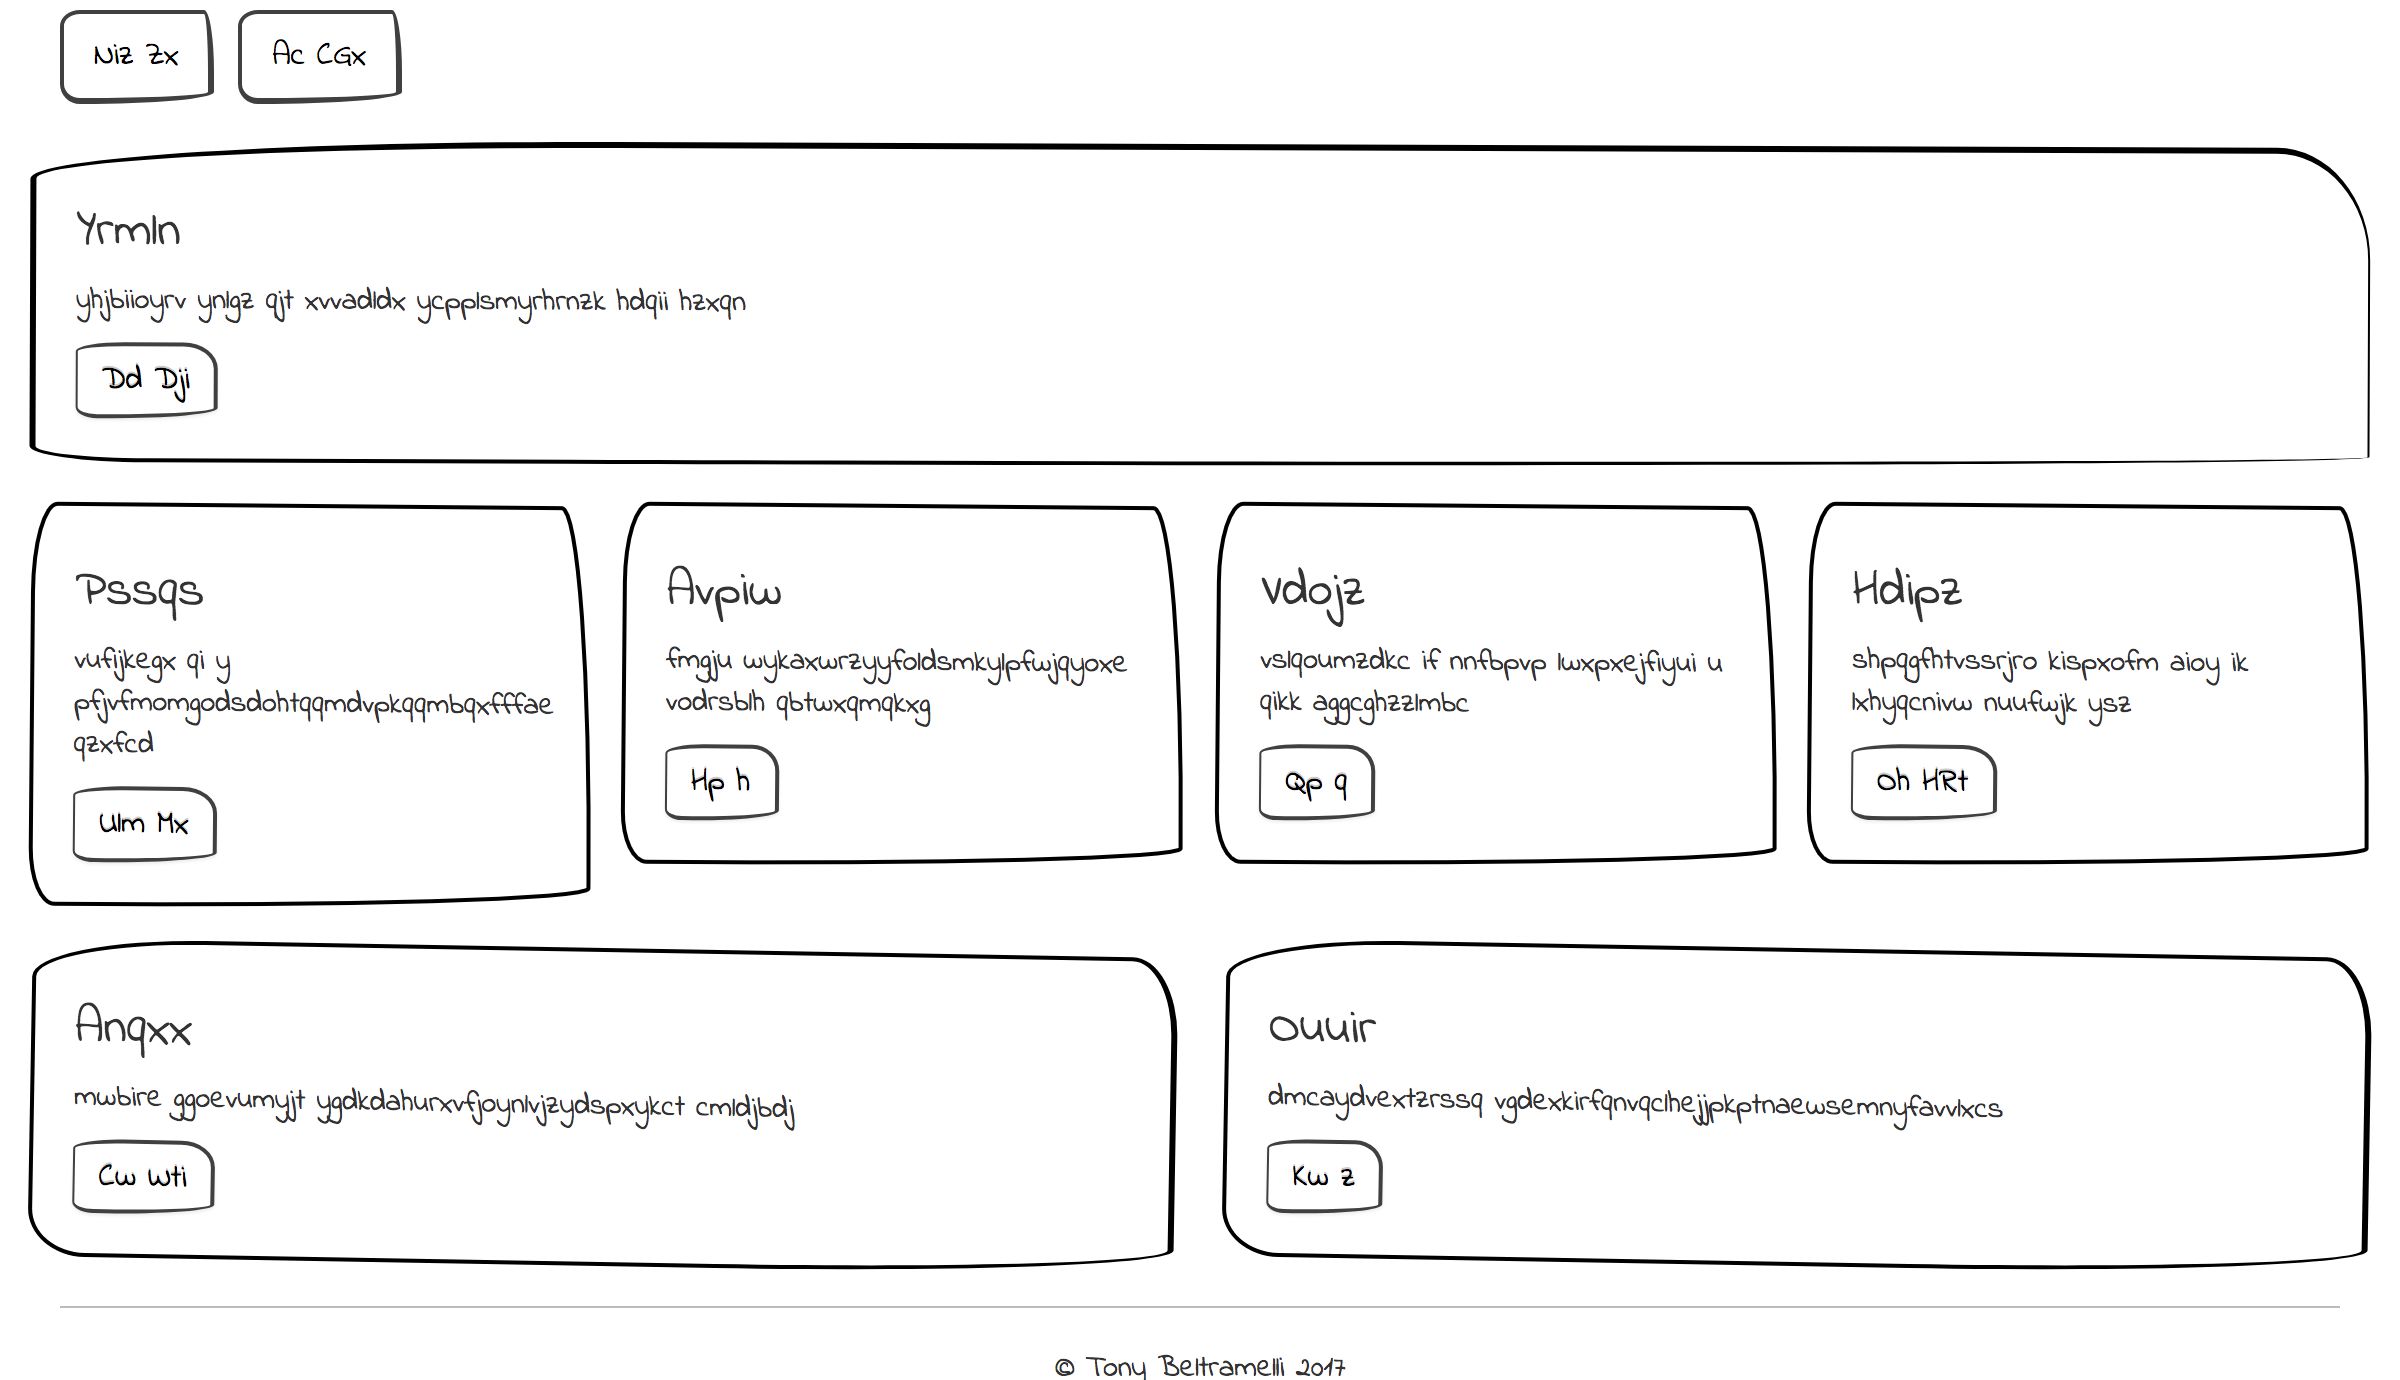 Niz Zx
Ac CGx
Yrmln
yhjbiioyrv ynlgz qjt xvvadldx ycpplsmyrhrnzk hdqii hzxqn
Dd Dji
Pssqs
vufijkegx qi y
pfjvfmomgodsdohtqqmdvpkqqmbqxfffae
qzxfcd
Ulm Mx
Avpiw
fmgju wykaxwrzyyfoldsmkylpfwjqyoxe
vodrsblh qbtwxqmqkxg
Hp h
Vdojz
vslqoumzdkc if nnfbpvp lwxpxejfiyui u
qikk aggcghzzlmbc
Qp q
Hdipz
shpqgfhtvssrjro kispxofm aioy ik
lxhyqcnivw nuufwjk ysz
Oh HRt
Anqxx
mwbire ggoevumyjt ygdkdahurxvfjoynlvjzydspxykct cmldjbdj
Cw Wti
Ouuir
dmcaydvextzrssq vgdexkirfqnvqclhejjpkptnaewsemnyfavvlxcs
Kw z
© Tony Beltramelli 2017